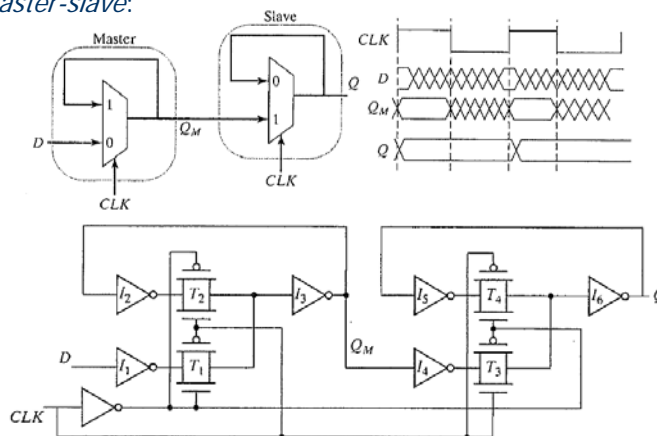 aster-slave:
Master
Slave
1
0
D
Q_M
CLK
0
1
Q
CLK
CLK
D
Q_M
Q
I_2
T_2
I_3
I_5
T_4
I_6
D
I_1
T_1
Q_M
I_4
T_3
CLK